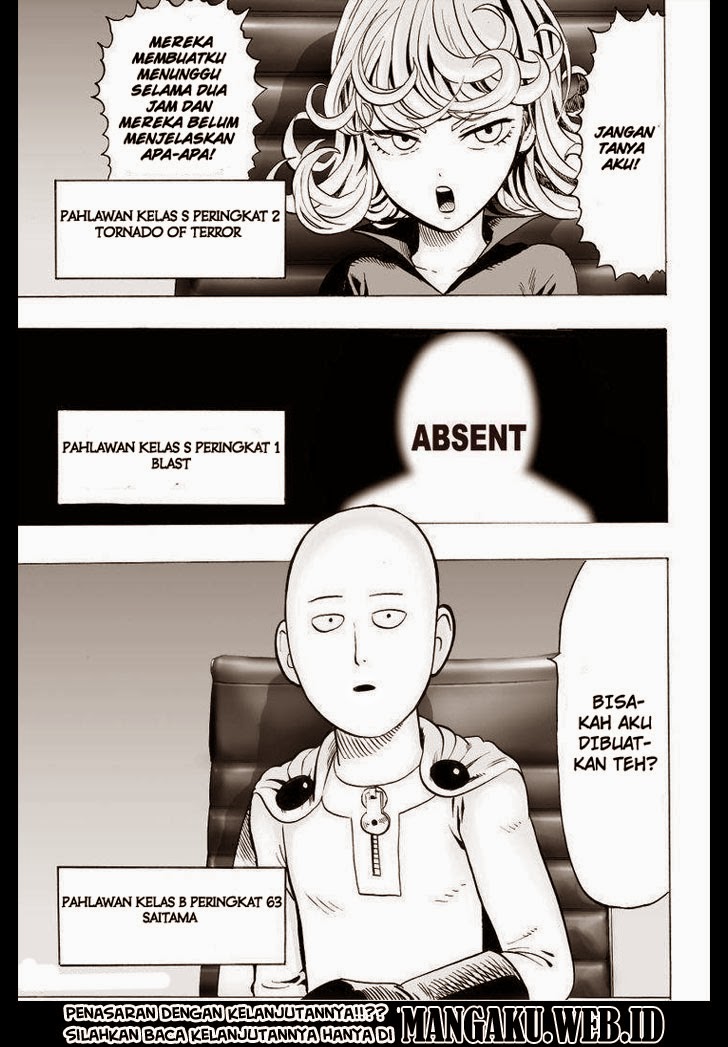 JANGAN
TANYA
AKU!
MEREKA
MEMBUATKU
MENUNGGU
SELAMA DUA
JAM DAN
MEREKA BELUM
MENJELASKAN
APA-APA!
PAHLAWAN KELAS S PERINGKAT 2
TORNADO OF TERROR
ABSENT
PAHLAWAN KELAS S PERINGKAT 1
BLAST
BISA-
KAH AKU
DIBUAT-
KAN TEH?
PAHLAWAN KELAS B PERINGKAT 63
SAITAMA
PENASARAN DENGAN KELANJUTANNYA!!??
SILAHKAN BACA KELANJUTANNYA HANYA DI MANGAKU.WEB.ID